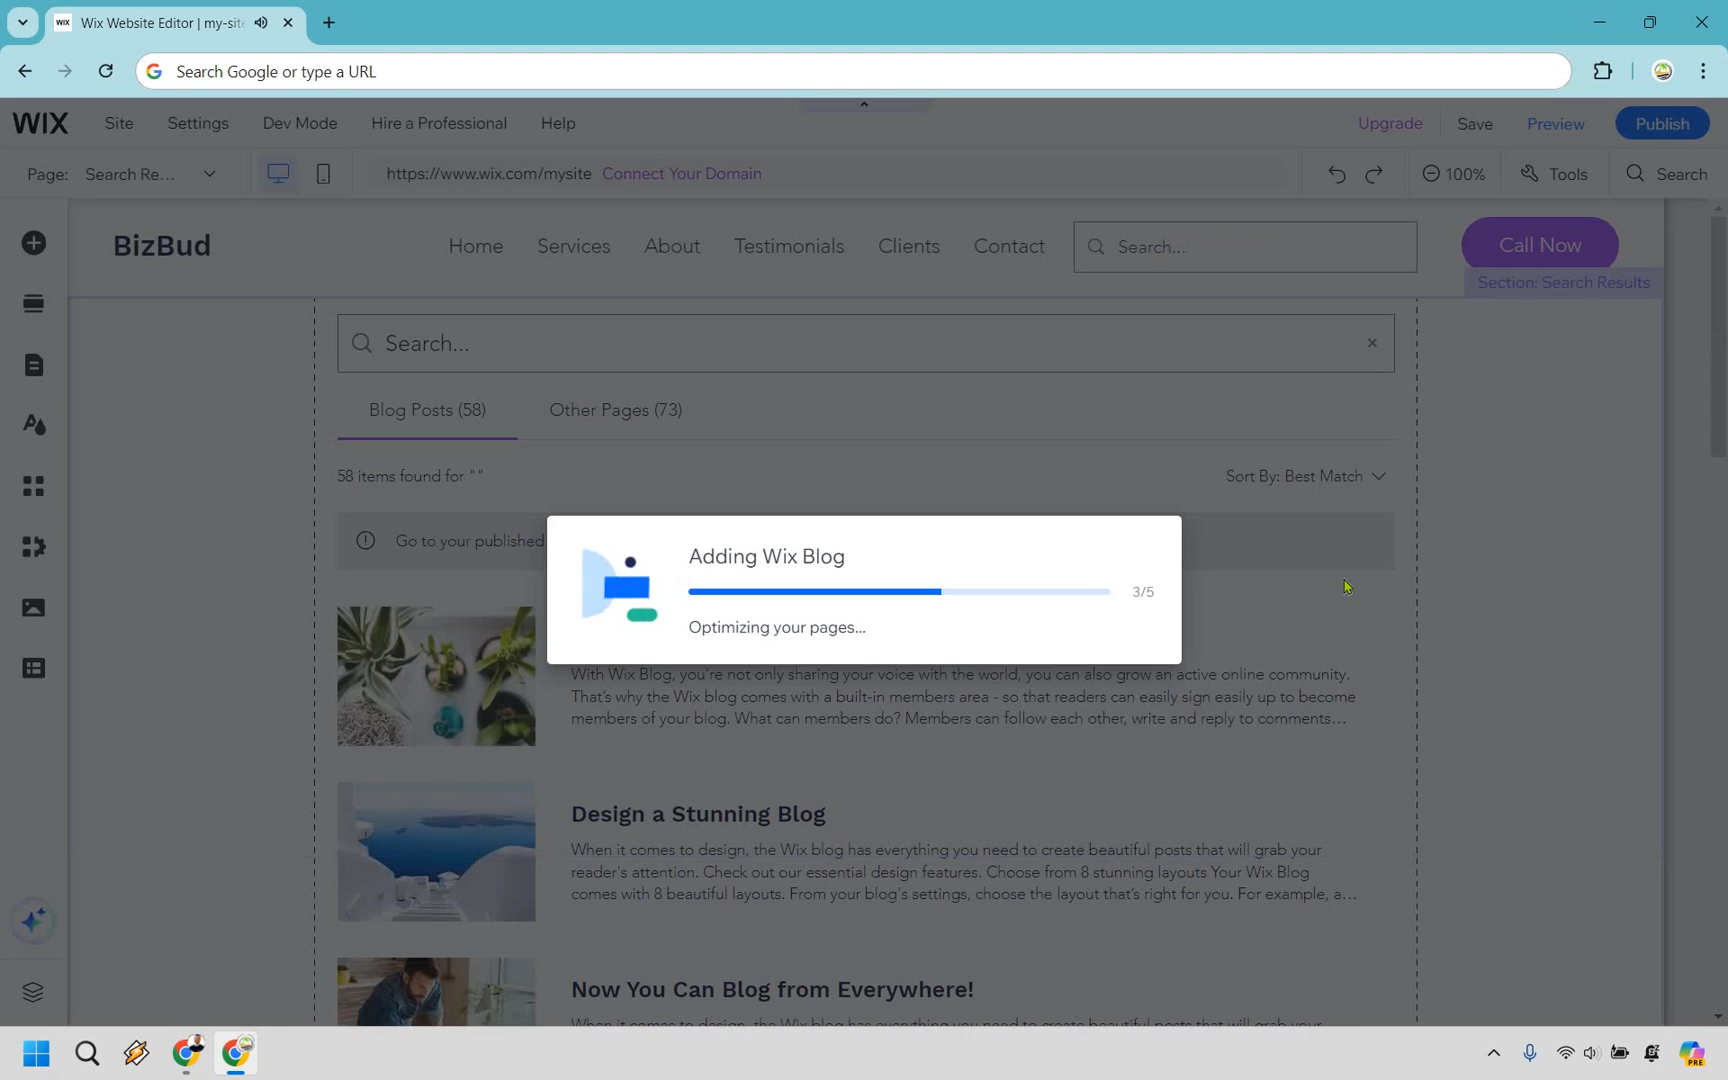 WIX Wix Website Editor | my-site
Search Google or type a URL
WIX Site Settings Dev Mode Hire a Professional Help Upgrade Save Preview Publish
Page: Search Re... https://www.wix.com/mysite Connect Your Domain 100% Tools Search
BizBud Home Services About Testimonials Clients Contact Search... Call Now
Section: Search Results
Search...
Blog Posts (58) Other Pages (73)
58 items found for "" Sort By: Best Match
Go to your published
Adding Wix Blog
3/5
Optimizing your pages...
With Wix Blog, you're not only sharing your voice with the world, you can also grow an active online community.
That's why the Wix blog comes with a built-in members area - so that readers can easily sign easily up to become
members of your blog. What can members do? Members can follow each other, write and reply to comments...
Design a Stunning Blog
When it comes to design, the Wix blog has everything you need to create beautiful posts that will grab your
reader's attention. Check out our essential design features. Choose from 8 stunning layouts Your Wix Blog
comes with 8 beautiful layouts. From your blog's settings, choose the layout that's right for you. For example, a...
Now You Can Blog from Everywhere!
PRE